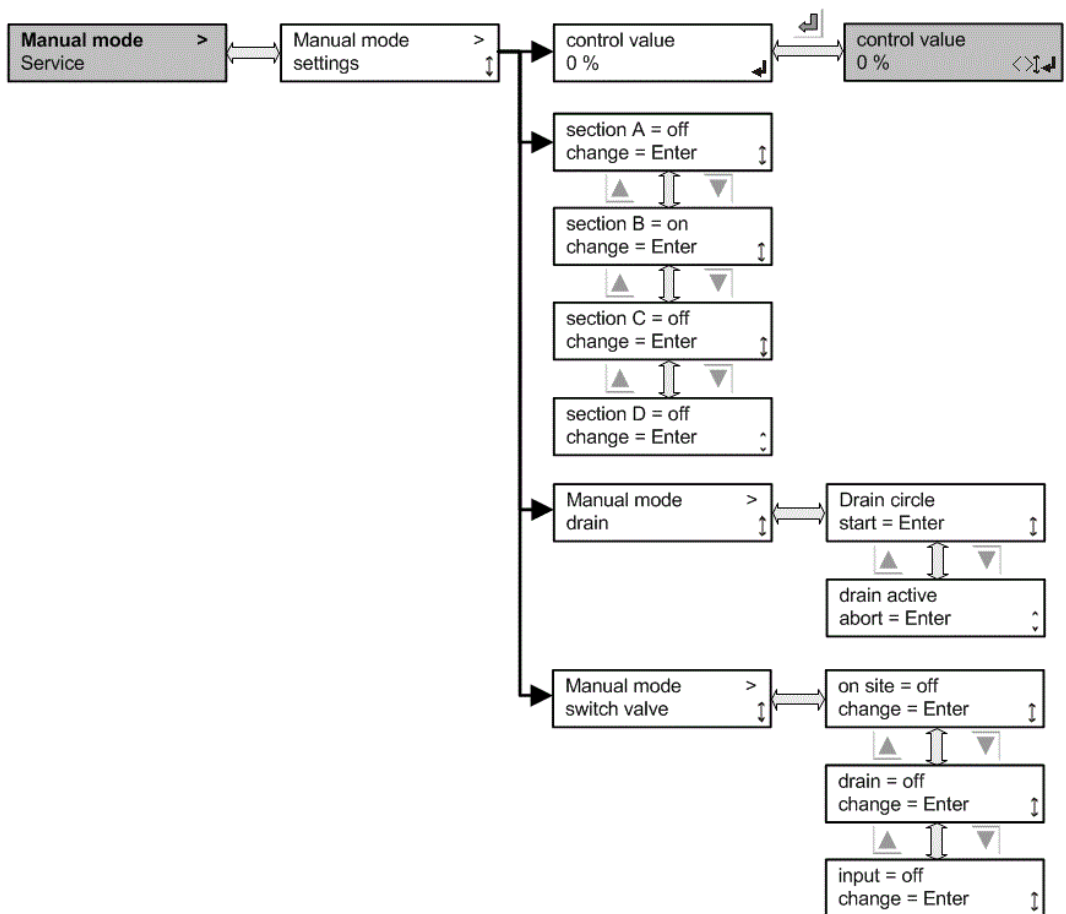 Manual mode >
Service
Manual mode >
settings
control value
0 %
control value
0 % <>
section A = off
change = Enter
section B = on
change = Enter
section C = off
change = Enter
section D = off
change = Enter
Manual mode >
drain
Drain circle
start = Enter
drain active
abort = Enter
Manual mode >
switch valve
on site = off
change = Enter
drain = off
change = Enter
input = off
change = Enter